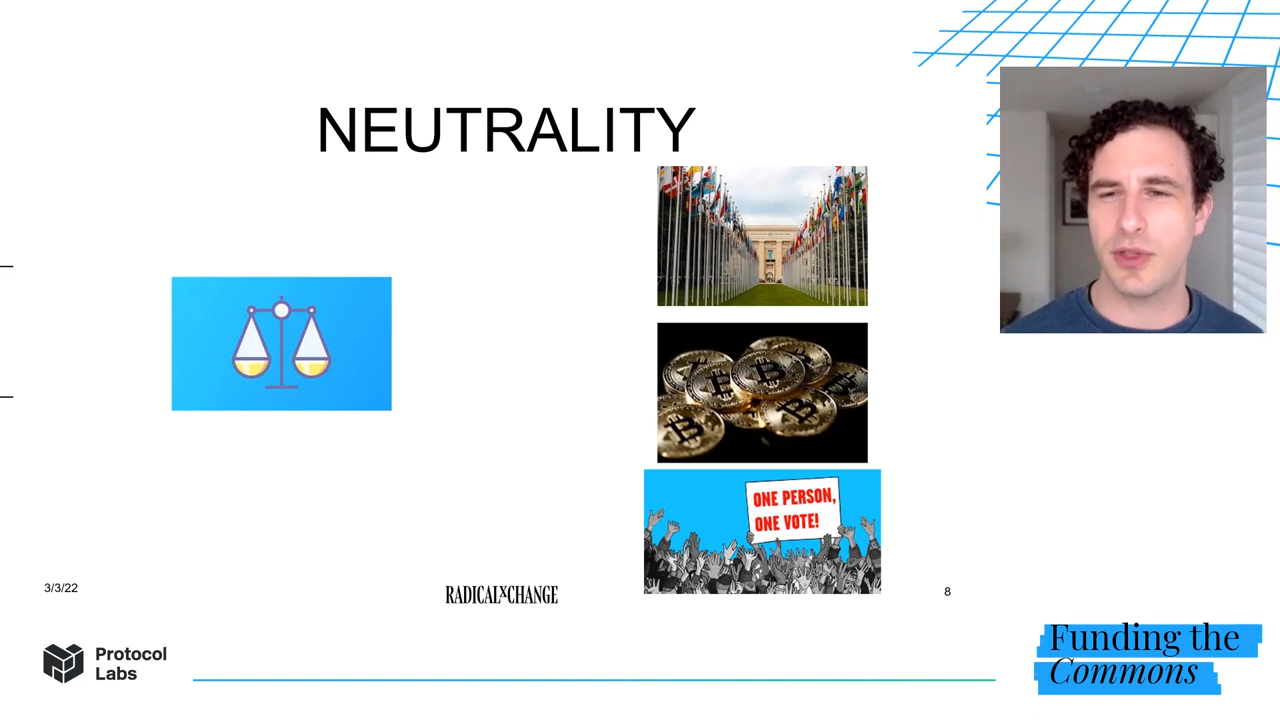 NEUTRALITY
ONE PERSON,
ONE VOTE!
3/3/22
RADICALXCHANGE
8
Protocol
Labs
Funding the
Commons